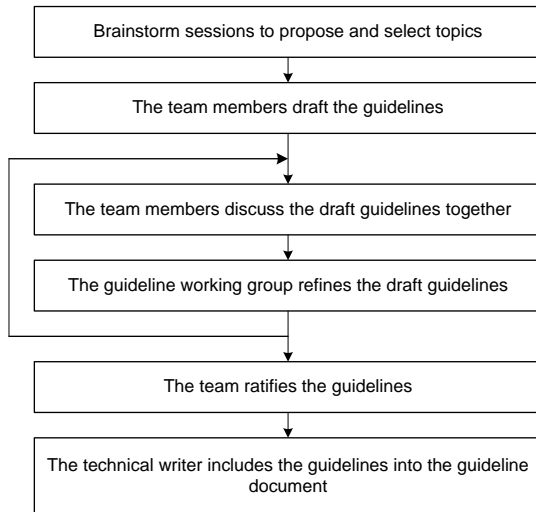 Brainstorm sessions to propose and select topics
The team members draft the guidelines
The team members discuss the draft guidelines together
The guideline working group refines the draft guidelines
The team ratifies the guidelines
The technical writer includes the guidelines into the guideline
document